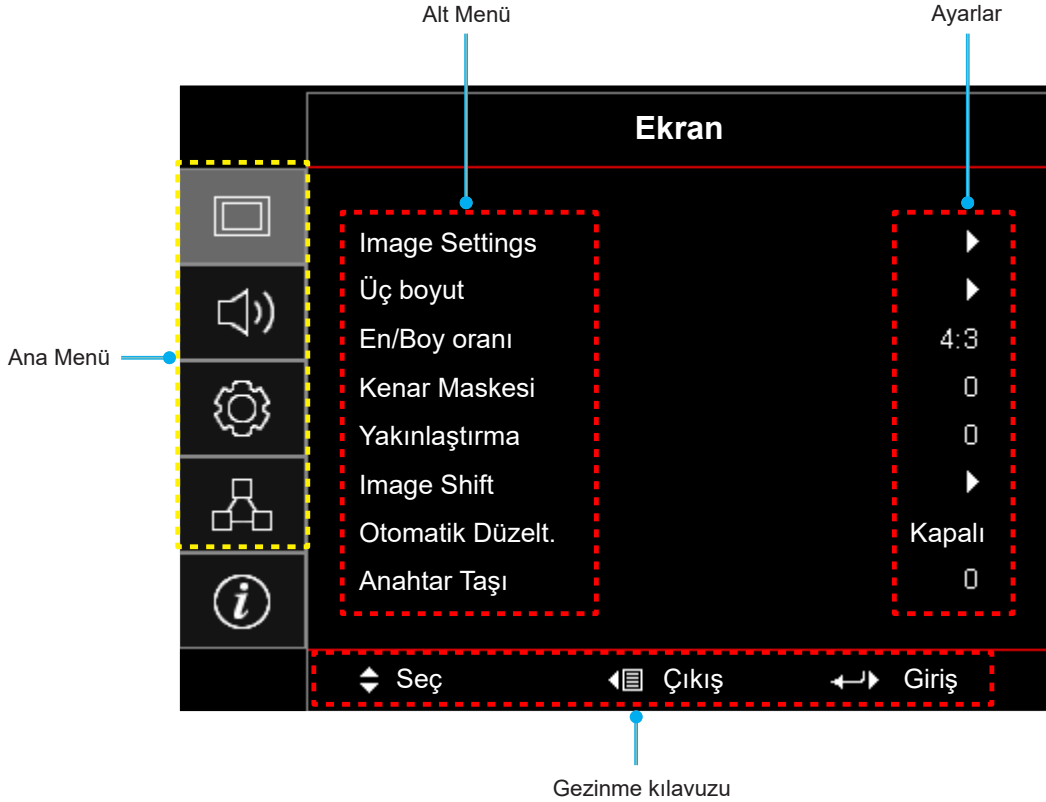 Alt Menü
Ayarlar
Ekran
Image Settings
Üç boyut
En/Boy oranı 4:3
Ana Menü
Kenar Maskesi 0
Yakınlaştırma 0
Image Shift
Otomatik Düzelt. Kapalı
Anahtar Taşı 0
i
Seç Çıkış Giriş
Gezinme kılavuzu